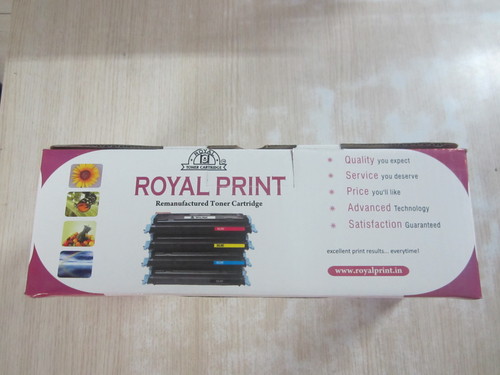 ROYAL
TONER CARTRIDGE
ROYAL PRINT
Remanufactured Toner Cartridge
Quality you expect
Service you deserve
Price you'll like
Advanced Technology
Satisfaction Guaranteed
excellent print results... everytime!
www.royalprint.in